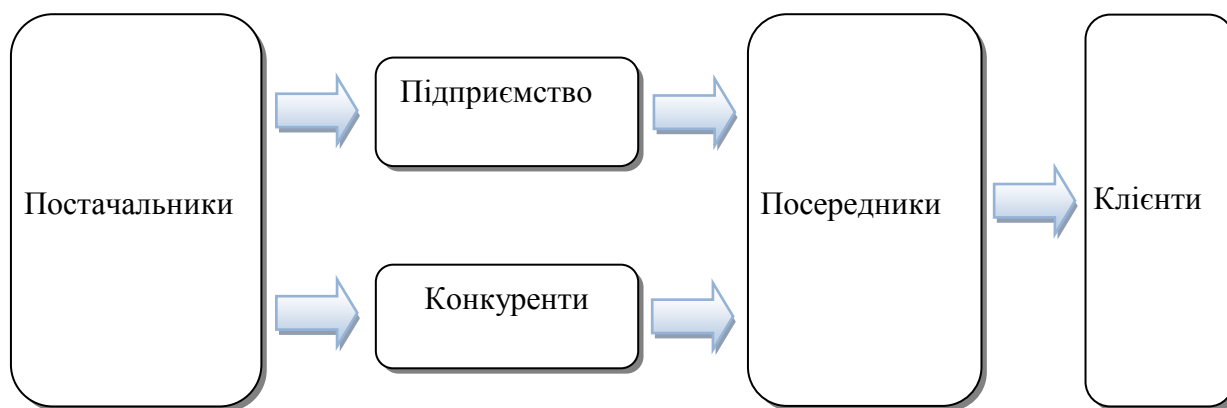 Постачальники
Підприємство
Конкуренти
Посередники
Клієнти